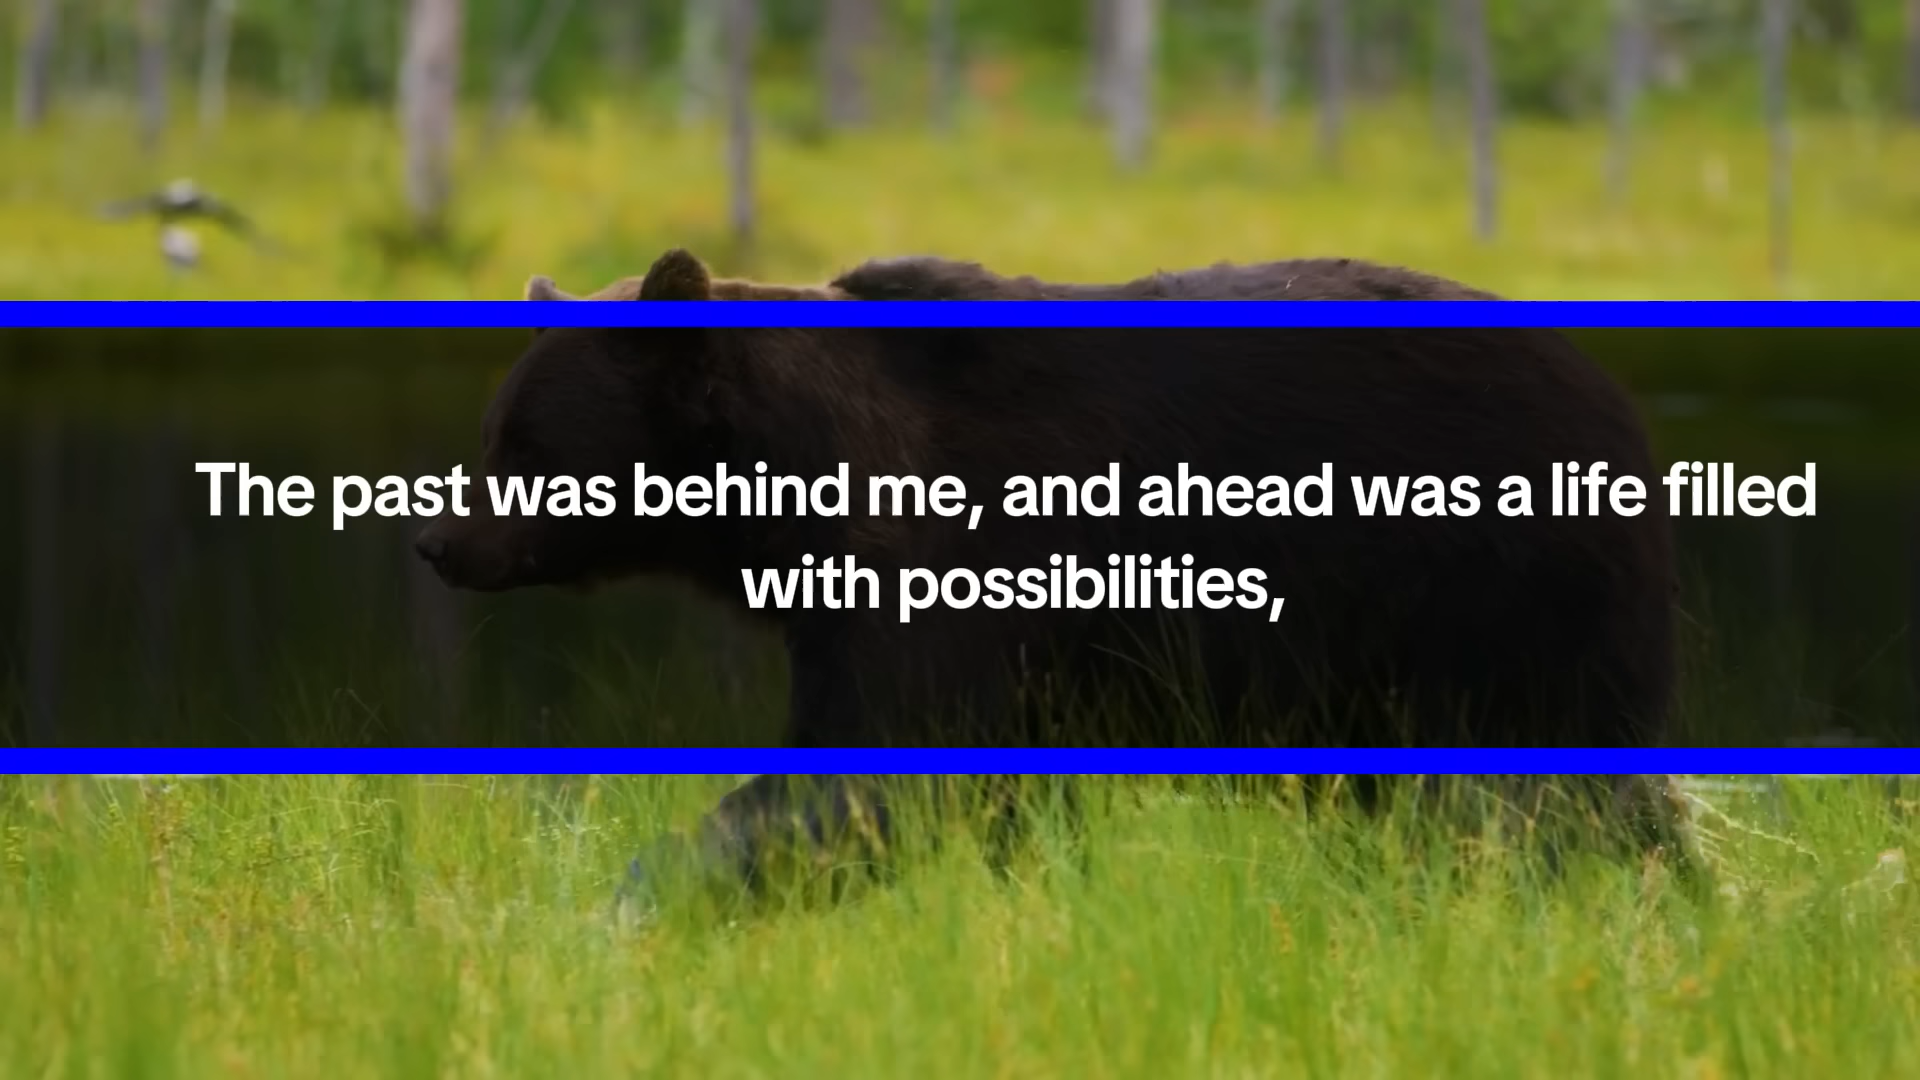 The past was behind me, and ahead was a life filled
with possibilities,